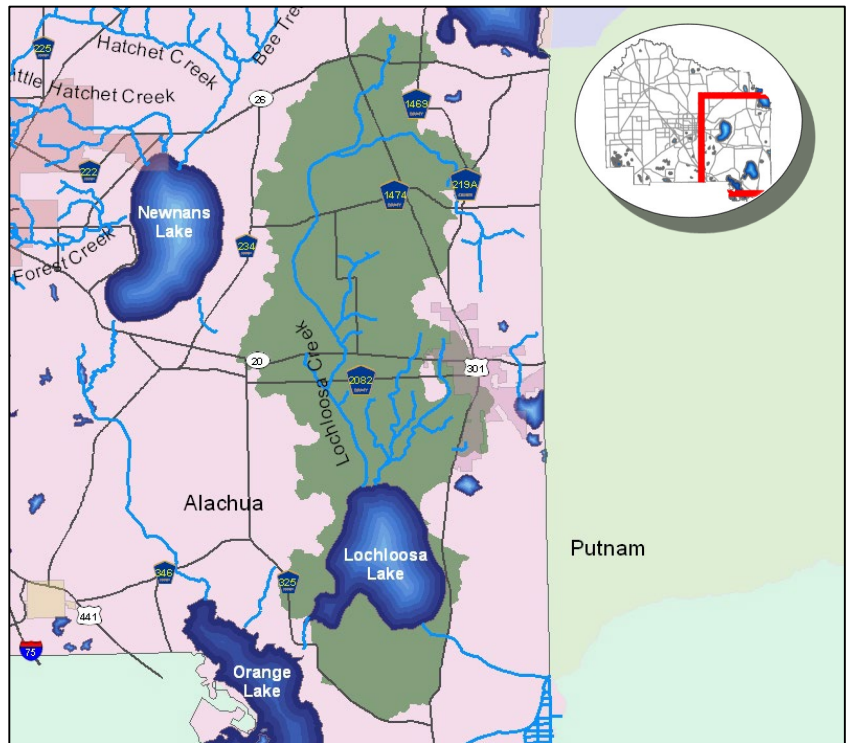 225
Hatchet Creek
Bee Tree
ttle Hatchet Creek
26
1469
222
219A
1474
Newnans
Lake
234
Forest Creek
Lochloosa Creek
20
301
2082
Alachua
Lochloosa
Lake
Putnam
346
325
441
75
Orange
Lake